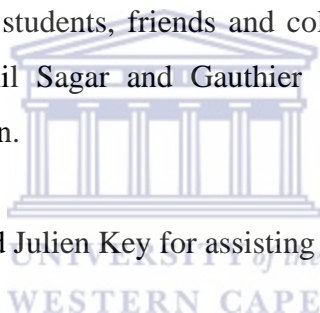 students, friends and col
il Sagar and Gauthier
n.
d Julien Key for assisting
UNIVERSITY of the
WESTERN CAPE